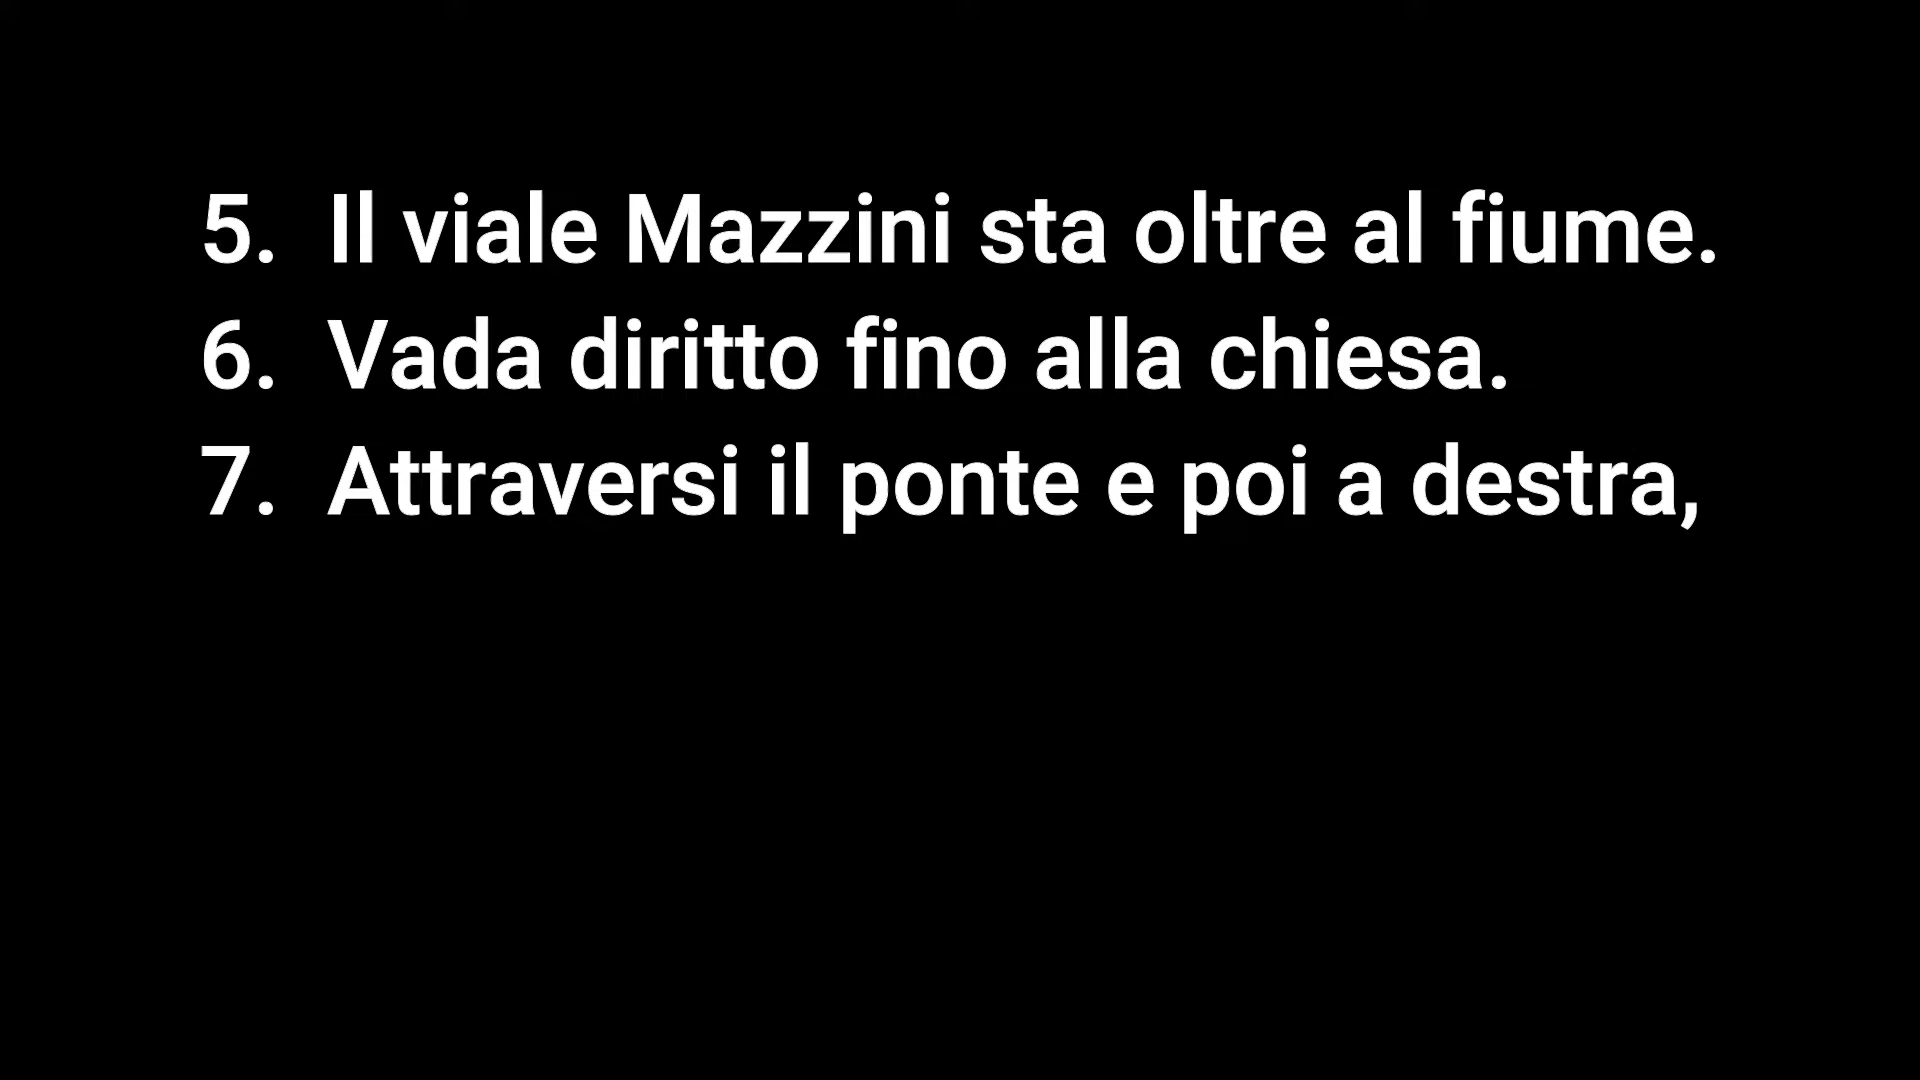 5. Il viale Mazzini sta oltre al fiume.
6. Vada diritto fino alla chiesa.
7. Attraversi il ponte e poi a destra,